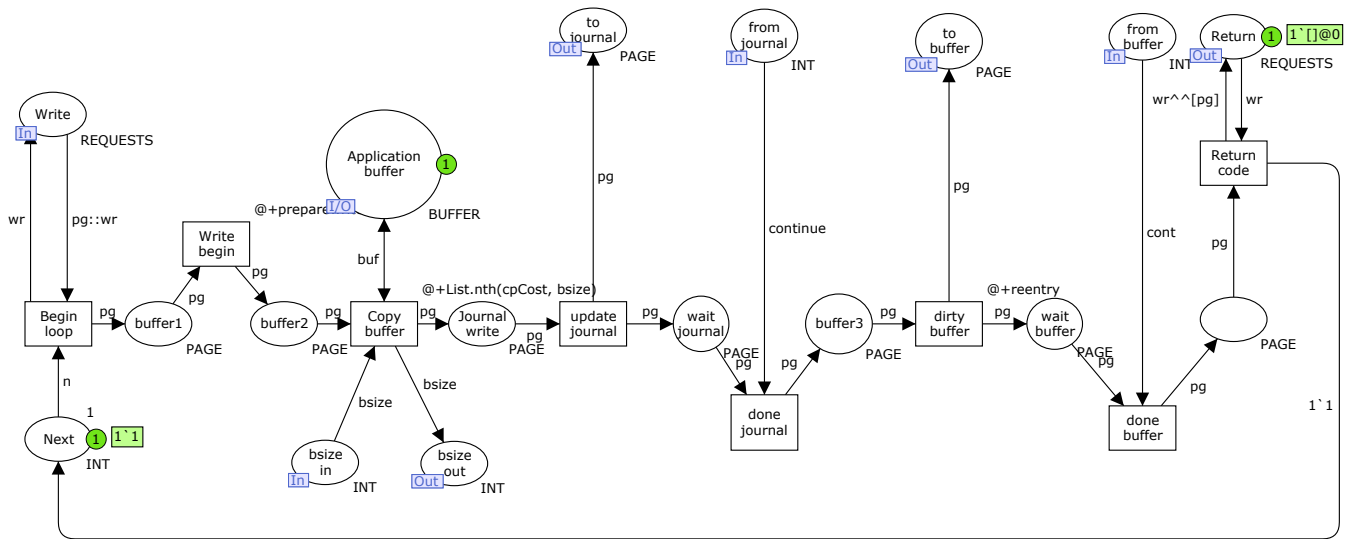 to
journal
Out
PAGE
from
journal
In
INT
to
buffer
Out
PAGE
from
buffer
In
INT
Return
Out
1
1`[]@0
REQUESTS
wr^^[pg]
wr
Write
In
REQUESTS
Application
buffer
1
I/O
BUFFER
Return
code
wr
pg::wr
@+prepare
Write
begin
pg
pg
buf
pg
continue
pg
cont
pg
@+List.nth(cpCost, bsize)
@+reentry
Begin
loop
pg
buffer1
PAGE
pg
buffer2
PAGE
pg
Copy
buffer
pg
Journal
write
PAGE
pg
update
journal
pg
wait
journal
PAGE
pg
buffer3
PAGE
pg
dirty
buffer
pg
wait
buffer
PAGE
pg
PAGE
n
bsize
bsize
pg
pg
1
Next
1
1`1
INT
done
journal
done
buffer
1`1
bsize
in
In
INT
bsize
out
Out
INT